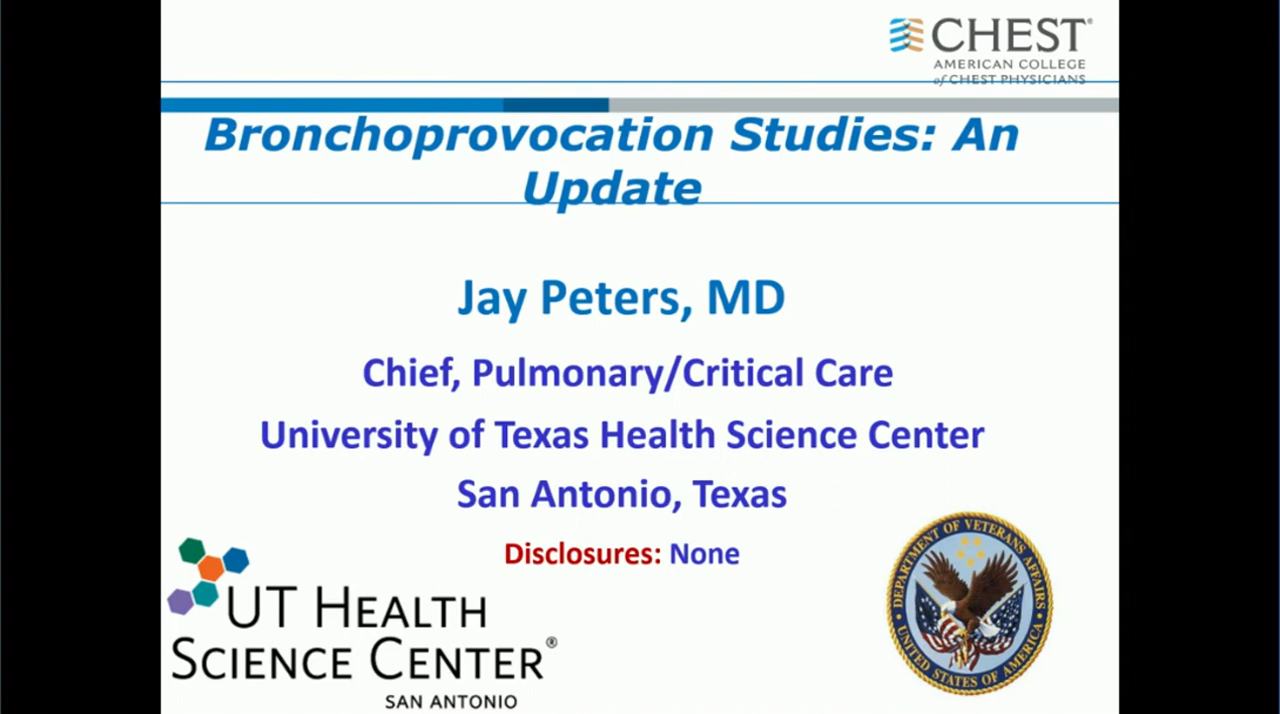 CHEST®
AMERICAN COLLEGE
of CHEST PHYSICIANS
Bronchoprovocation Studies: An
Update
Jay Peters, MD
Chief, Pulmonary/Critical Care
University of Texas Health Science Center
San Antonio, Texas
Disclosures: None
UT HEALTH
SCIENCE CENTER®
SAN ANTONIO
DEPARTMENT OF VETERANS AFFAIRS
UNITED STATES OF AMERICA